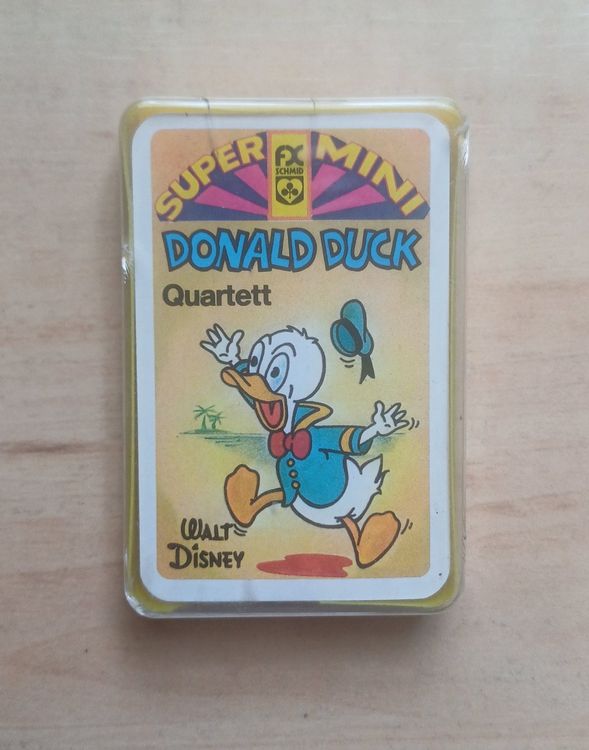 SUPER MINI
FX
SCHMID
DONALD DUCK
Quartett
WALT
DISNEY